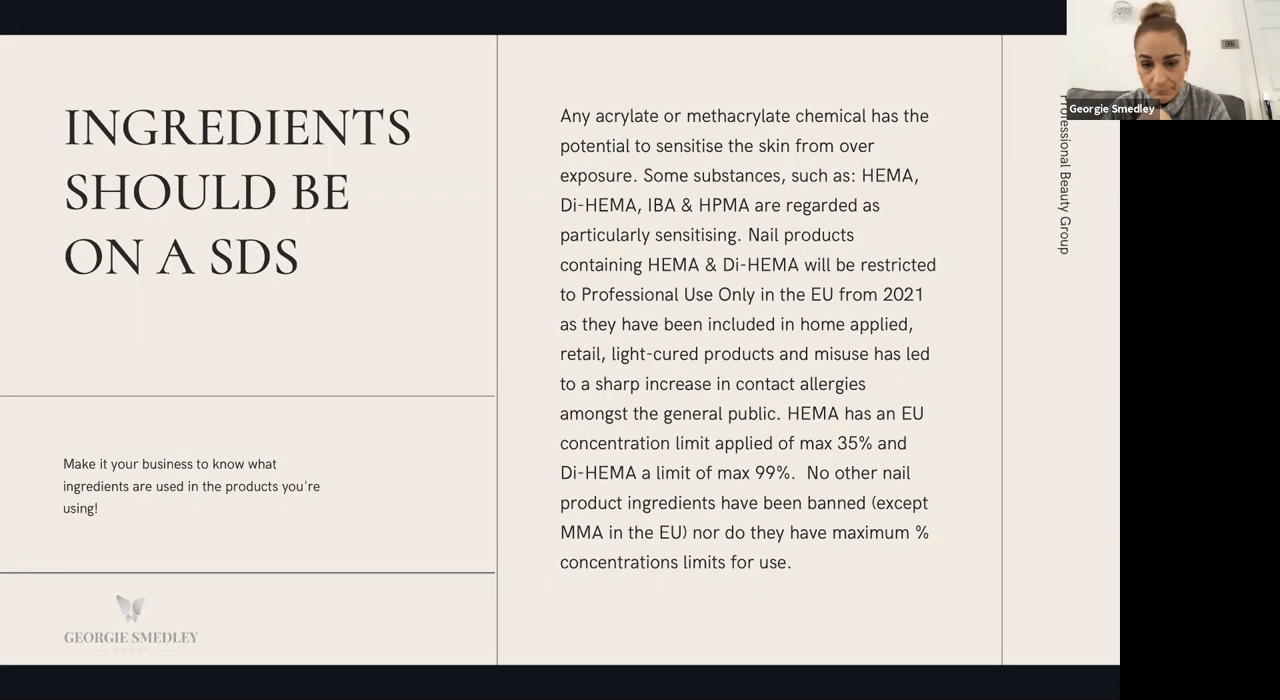 INGREDIENTS
SHOULD BE
ON A SDS
Make it your business to know what
ingredients are used in the products you're
using!
GEORGIE SMEDLEY
Any acrylate or methacrylate chemical has the
potential to sensitise the skin from over
exposure. Some substances, such as: HEMA,
Di-HEMA, IBA & HPMA are regarded as
particularly sensitising. Nail products
containing HEMA & Di-HEMA will be restricted
to Professional Use Only in the EU from 2021
as they have been included in home applied,
retail, light-cured products and misuse has led
to a sharp increase in contact allergies
amongst the general public. HEMA has an EU
concentration limit applied of max 35% and
Di-HEMA a limit of max 99%.  No other nail
product ingredients have been banned (except
MMA in the EU) nor do they have maximum %
concentrations limits for use.
Professional Beauty Group
Georgie Smedley